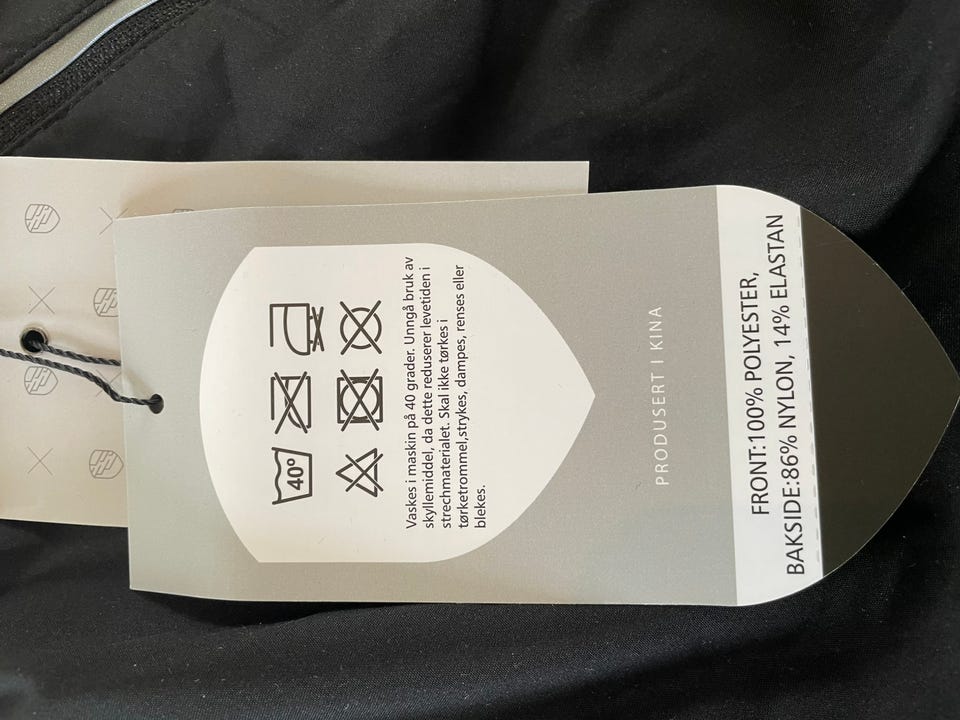 40°
Vaskes i maskin på 40 grader. Unngå bruk av
skyllemiddel, da dette reduserer levetiden i
strechmaterialet. Skal ikke tørkes i
tørketrommel,strykes, dampes, renses eller
blekes.
PRODUSERT I KINA
FRONT:100% POLYESTER,
BAKSIDE:86% NYLON, 14% ELASTAN